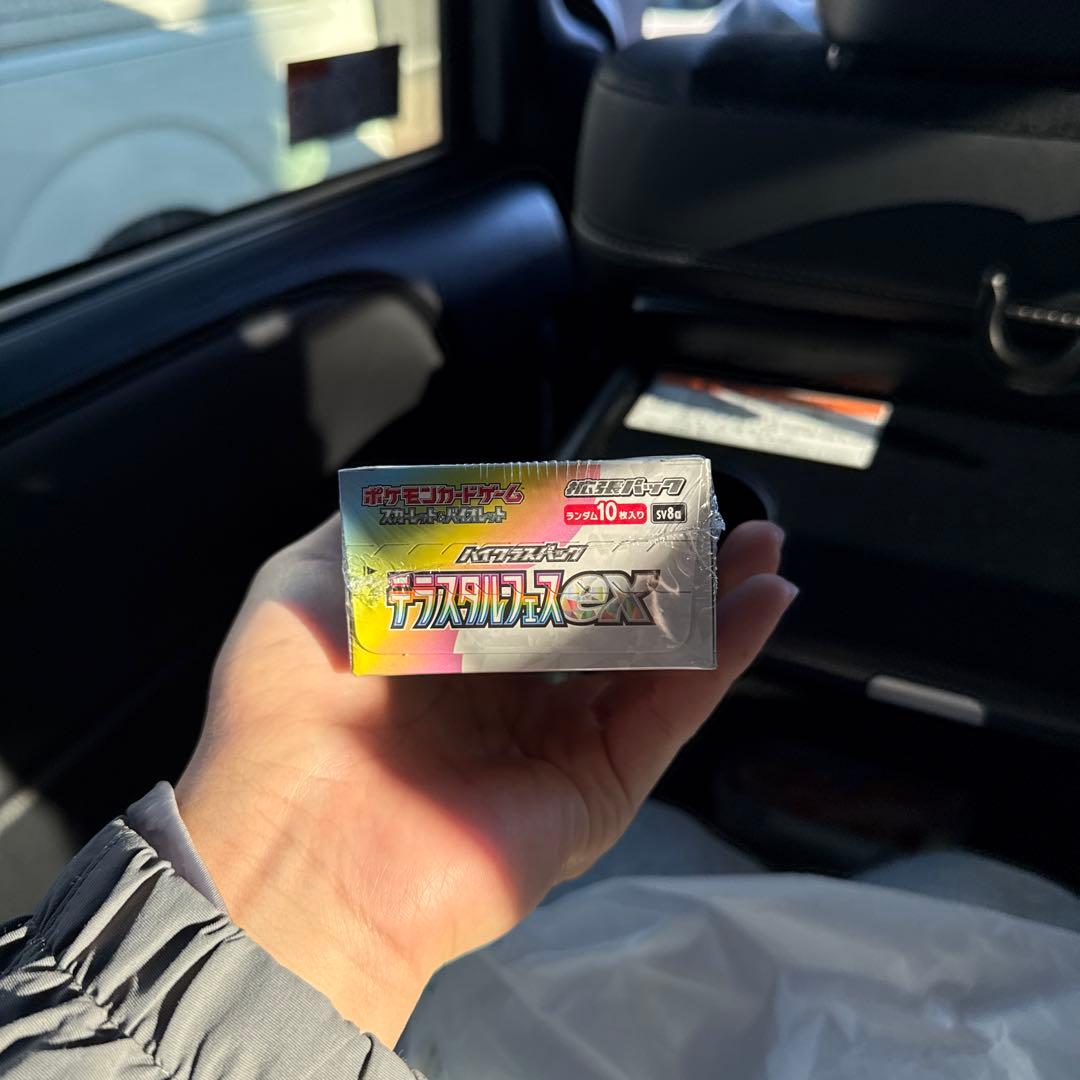 ポケモンカードゲーム
スカーレット&バイオレット
拡張パック
ランダム10枚入り sv8a
ハイクラスパック
テラスタルフェスex